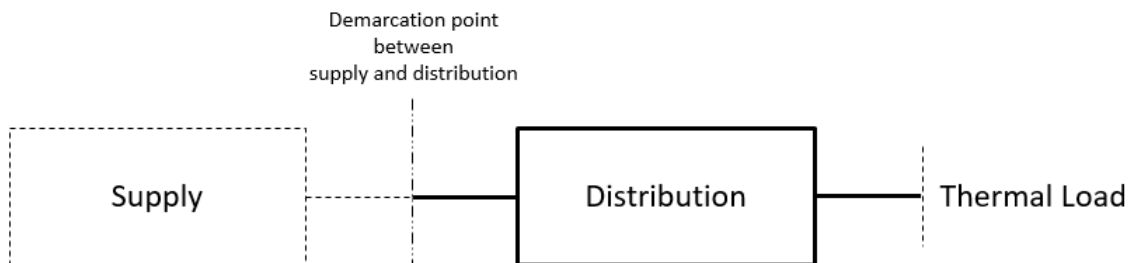 Demarcation point
between
supply and distribution
Supply
Distribution
Thermal Load